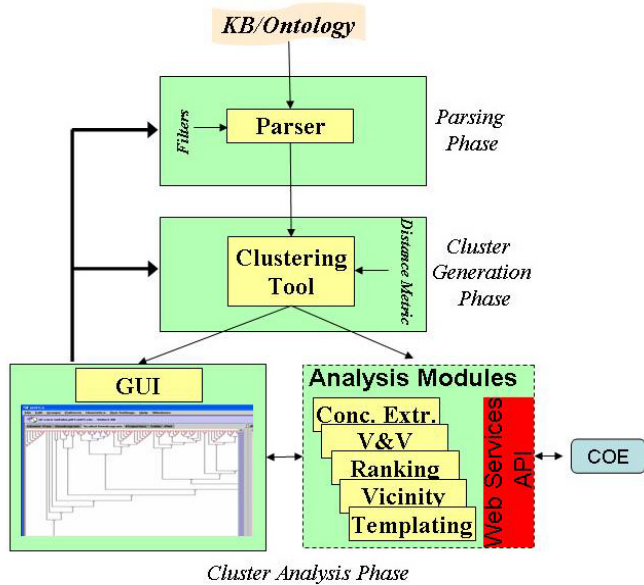 KB/Ontology
Filters
Parser
Parsing
Phase
Clustering
Tool
Distance Metric
Cluster
Generation
Phase
GUI
Analysis Modules
Conc. Extr.
V&V
Ranking
Vicinity
Templating
Web Services
API
COE
Cluster Analysis Phase